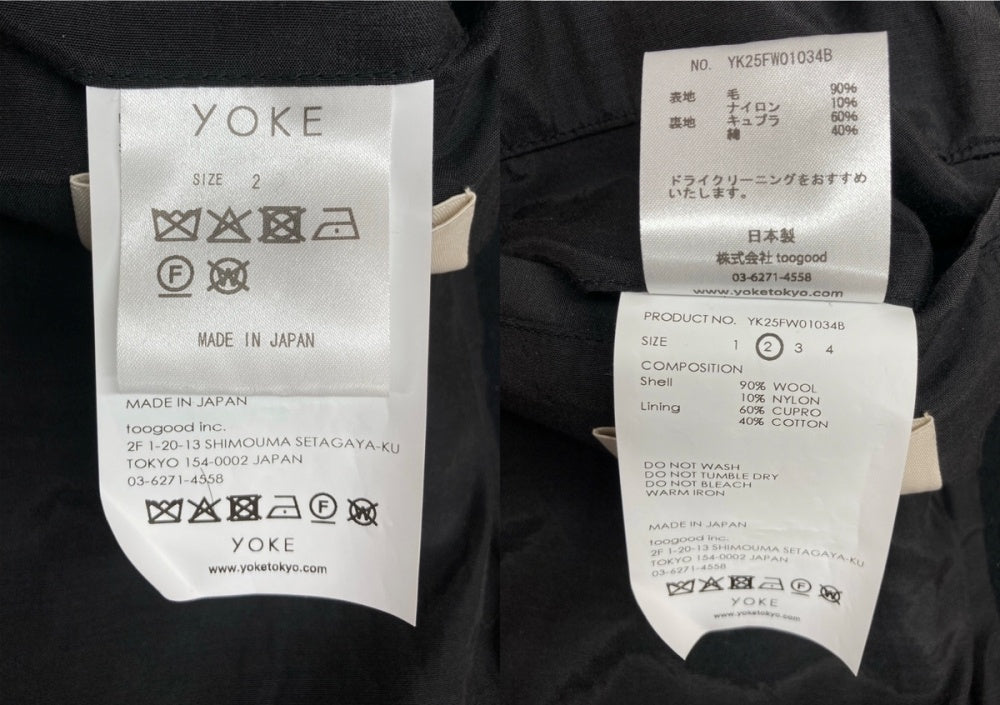 YOKE
SIZE 2
F W
MADE IN JAPAN
MADE IN JAPAN
toogood inc.
2F 1-20-13 SHIMOUMA SETAGAYA-KU
TOKYO 154-0002 JAPAN
03-6271-4558
F W
YOKE
www.yoketokyo.com
NO. YK25FW01034B
表地 毛 90%
ナイロン 10%
裏地 キュプラ 60%
綿 40%
ドライクリーニングをおすすめ
いたします。
日本製
株式会社 toogood
03-6271-4558
www.yoketokyo.com
PRODUCT NO. YK25FW01034B
SIZE 1 2 3 4
COMPOSITION
Shell 90% WOOL
10% NYLON
Lining 60% CUPRO
40% COTTON
DO NOT WASH
DO NOT TUMBLE DRY
DO NOT BLEACH
WARM IRON
MADE IN JAPAN
toogood inc.
2F 1-20-13 SHIMOUMA SETAGAYA-KU
TOKYO 154-0002 JAPAN
03-6271-4558
F W
YOKE
www.yoketokyo.com